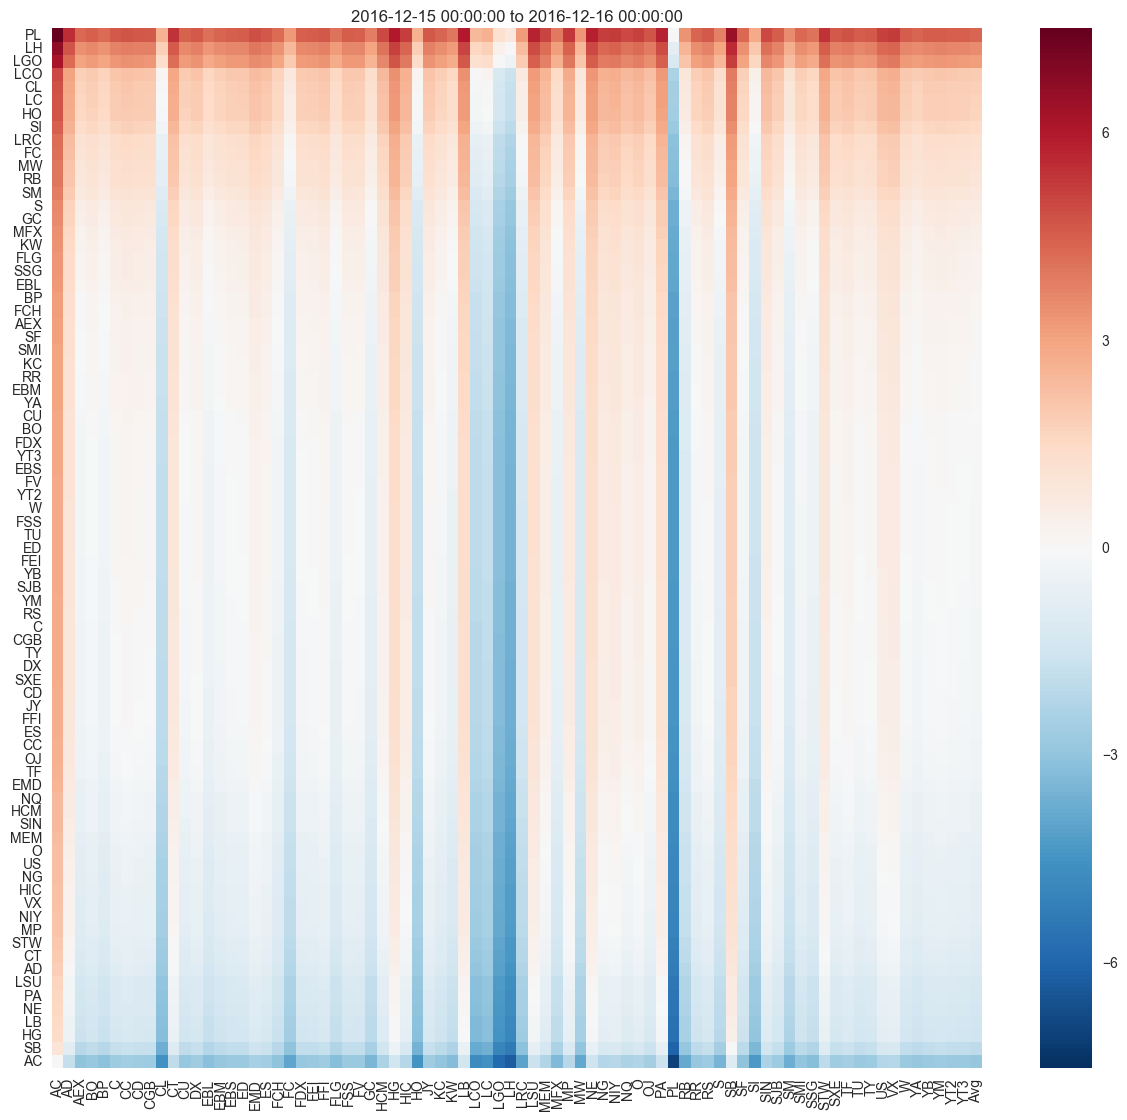 2016-12-15 00:00:00 to 2016-12-16 00:00:00
PL
LH
LGO
LCO
CL
LC
HO
SI
LRC
FC
MW
RB
SM
S
GC
MFX
KW
FLG
SSG
EBL
BP
FCH
AEX
SF
SMI
KC
RR
EBM
YA
CU
BO
FDX
YT3
EBS
FV
YT2
W
FSS
TU
ED
FEI
YB
SJB
YM
RS
C
CGB
TY
DX
SXE
CD
JY
FFI
ES
CC
OJ
TF
EMD
NQ
HCM
SIN
MEM
O
US
NG
HIC
VX
NIY
MP
STW
CT
AD
LSU
PA
NE
LB
HG
SB
AC
AC AD AEX BO BP C CC CD CGB CL CT CU DX EBL EBM EBS ED EMD ES FCH FC FDX FEI FFI FLG FSS FV GC HCM HG HIC HO JY KC KW LB LCO LC LGO LH LRC LSU MEM MFX MP MW NE NG NIY NQ O OJ PA PL RB RR RS S SB SF SI SIN SJB SM SMI SSG STW SXE TF TU TY US VX W YA YB YM YT2 YT3 Avg
6
3
0
−3
−6